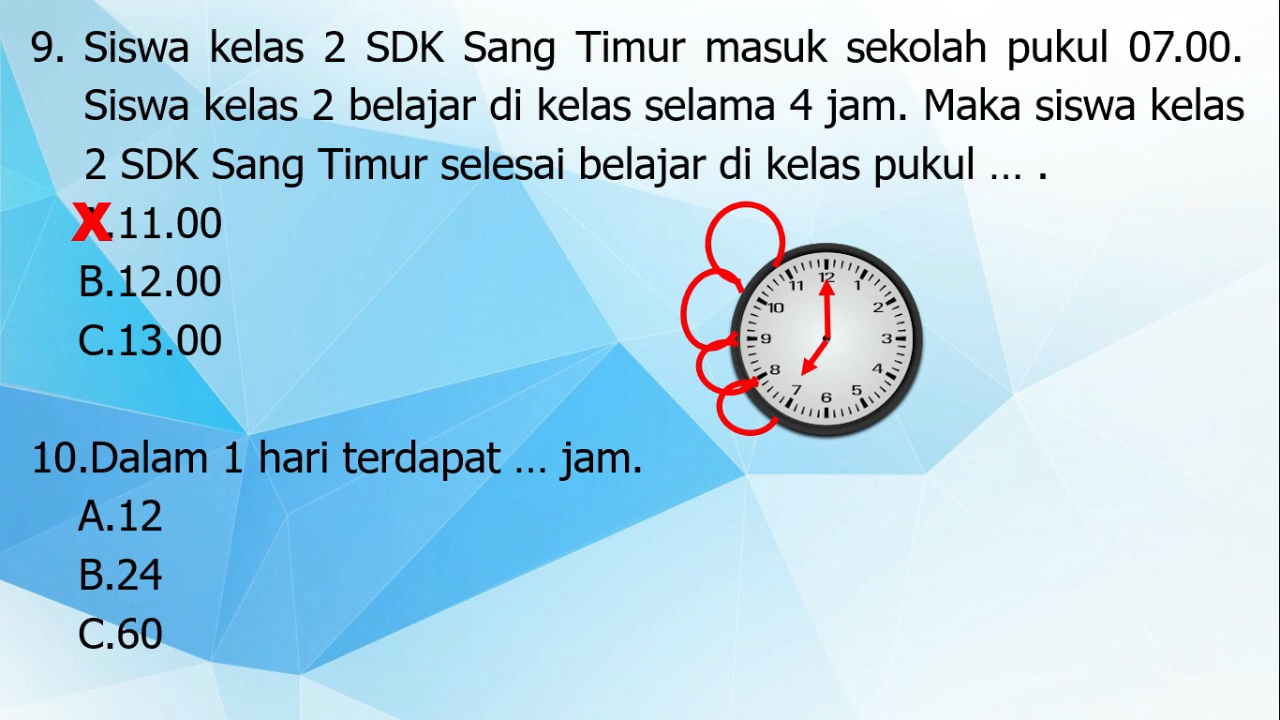 9. Siswa kelas 2 SDK Sang Timur masuk sekolah pukul 07.00.
Siswa kelas 2 belajar di kelas selama 4 jam. Maka siswa kelas
2 SDK Sang Timur selesai belajar di kelas pukul ... .
X.11.00
B.12.00
C.13.00
12
11 1
10 2
9 3
8 4
7 5
6
10.Dalam 1 hari terdapat ... jam.
A.12
B.24
C.60